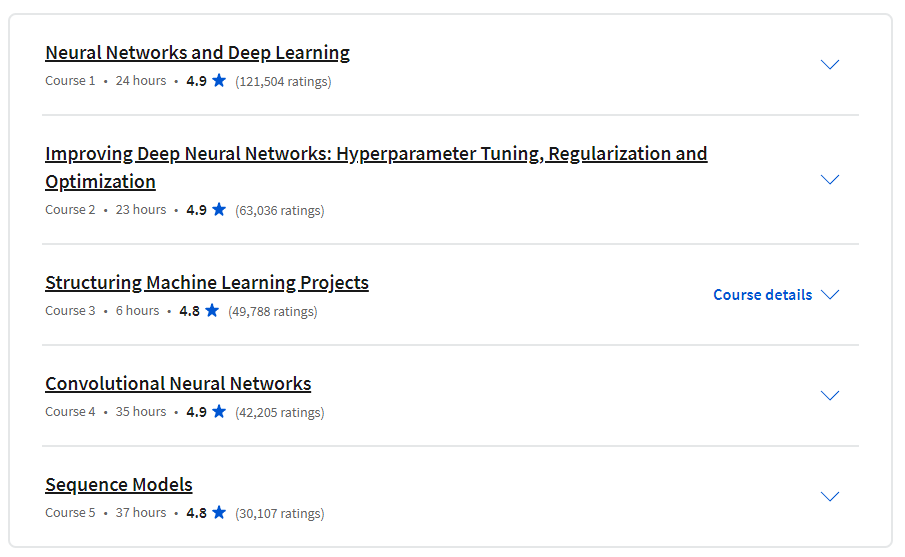 Neural Networks and Deep Learning
Course 1 • 24 hours • 4.9 ★ (121,504 ratings)
Improving Deep Neural Networks: Hyperparameter Tuning, Regularization and
Optimization
Course 2 • 23 hours • 4.9 ★ (63,036 ratings)
Structuring Machine Learning Projects
Course details
Course 3 • 6 hours • 4.8 ★ (49,788 ratings)
Convolutional Neural Networks
Course 4 • 35 hours • 4.9 ★ (42,205 ratings)
Sequence Models
Course 5 • 37 hours • 4.8 ★ (30,107 ratings)